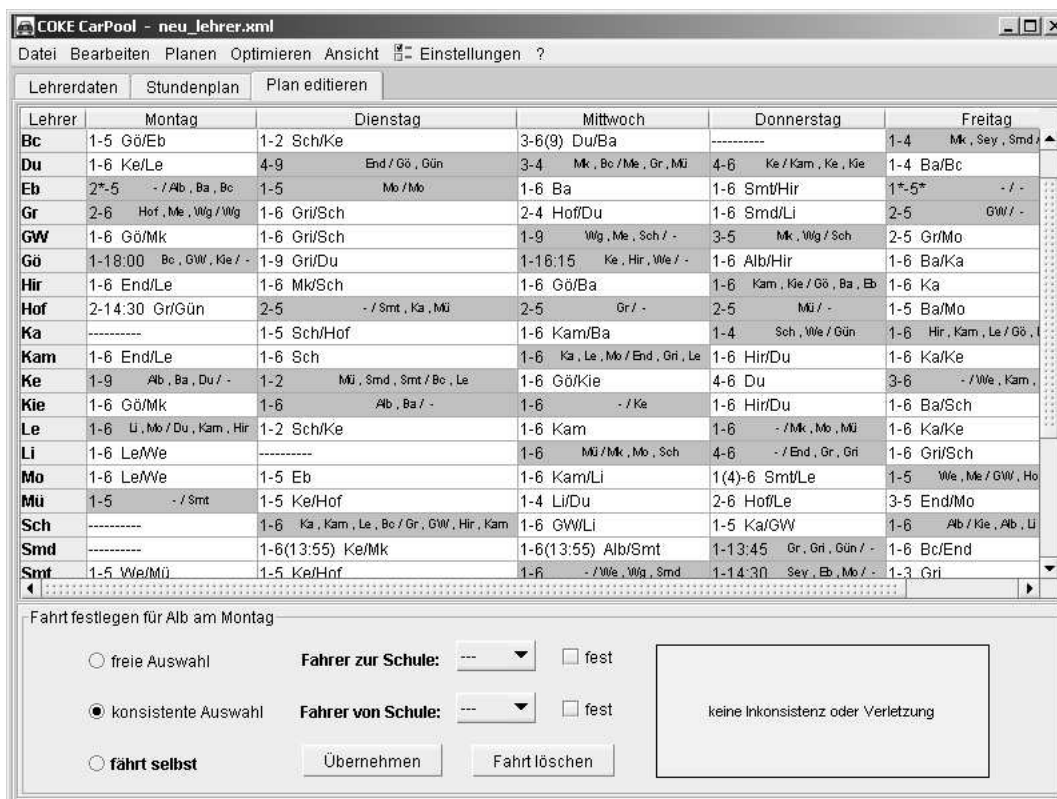 COKE CarPool - neu_lehrer.xml
Datei Bearbeiten Planen Optimieren Ansicht Einstellungen ?
Lehrerdaten Stundenplan Plan editieren
Lehrer Montag Dienstag Mittwoch Donnerstag Freitag
Bc 1-5 Gö/Eb 1-2 Sch/Ke 3-6(9) Du/Ba ---------- 1-4 Mk , Sey , Smd /
Du 1-6 Ke/Le 4-9 End / Gö , Gün 3-4 Mk , Bc / Me , Gr , Mü 4-6 Ke / Kam , Ke , Kie 1-4 Ba/Bc
Eb 2*-5 - / Alb , Ba , Bc 1-5 Mo / Mo 1-6 Ba 1-6 Smt/Hir 1*-5* - / -
Gr 2-6 Hof , Me , Wg / Wg 1-6 Gri/Sch 2-4 Hof/Du 1-6 Smd/Li 2-5 GW / -
GW 1-6 Gö/Mk 1-6 Gri/Sch 1-9 Wg , Me , Sch / - 3-5 Mk , Wg / Sch 2-5 Gr/Mo
Gö 1-18:00 Bc , GW , Kie / - 1-9 Gri/Du 1-16:15 Ke , Hir , We / - 1-6 Alb/Hir 1-6 Ba/Ka
Hir 1-6 End/Le 1-6 Mk/Sch 1-6 Gö/Ba 1-6 Kam , Kie / Gö , Ba , Eb 1-6 Ka
Hof 2-14:30 Gr/Gün 2-5 - / Smt , Ka , Mü 2-5 Gr / - 2-5 Mü / - 1-5 Ba/Mo
Ka ---------- 1-5 Sch/Hof 1-6 Kam/Ba 1-4 Sch , We / Gün 1-6 Hir , Kam , Le / Gö ,
Kam 1-6 End/Le 1-6 Sch 1-6 Ka , Le , Mo / End , Gri , Le 1-6 Hir/Du 1-6 Ka/Ke
Ke 1-9 Alb , Ba , Du / - 1-2 Mü , Smd , Smt / Bc , Le 1-6 Gö/Kie 4-6 Du 3-6 - / We , Kam ,
Kie 1-6 Gö/Mk 1-6 Alb , Ba / - 1-6 - / Ke 1-6 Hir/Du 1-6 Ba/Sch
Le 1-6 Li , Mo / Du , Kam , Hir 1-2 Sch/Ke 1-6 Kam 1-6 - / Mk , Mo , Mü 1-6 Ka/Ke
Li 1-6 Le/We ---------- 1-6 Mü / Mk , Mo , Sch 4-6 - / End , Gr , Gri 1-6 Gri/Sch
Mo 1-6 Le/We 1-5 Eb 1-6 Kam/Li 1(4)-6 Smt/Le 1-5 We , Me / GW , Ho
Mü 1-5 - / Smt 1-5 Ke/Hof 1-4 Li/Du 2-6 Hof/Le 3-5 End/Mo
Sch ---------- 1-6 Ka , Kam , Le , Bc / Gr , GW , Hir , Kam 1-6 GW/Li 1-5 Ka/GW 1-6 Alb / Kie , Alb , Li
Smd ---------- 1-6(13:55) Ke/Mk 1-6(13:55) Alb/Smt 1-13:45 Gr , Gri , Gün / - 1-6 Bc/End
Smt 1-5 We/Mü 1-5 Ke/Hof 1-6 - / We , Wg , Smd 1-14:30 Sey , Eb , Mo / - 1-3 Gri
Fahrt festlegen für Alb am Montag
freie Auswahl Fahrer zur Schule: --- fest
konsistente Auswahl Fahrer von Schule: --- fest
keine Inkonsistenz oder Verletzung
fährt selbst Übernehmen Fahrt löschen